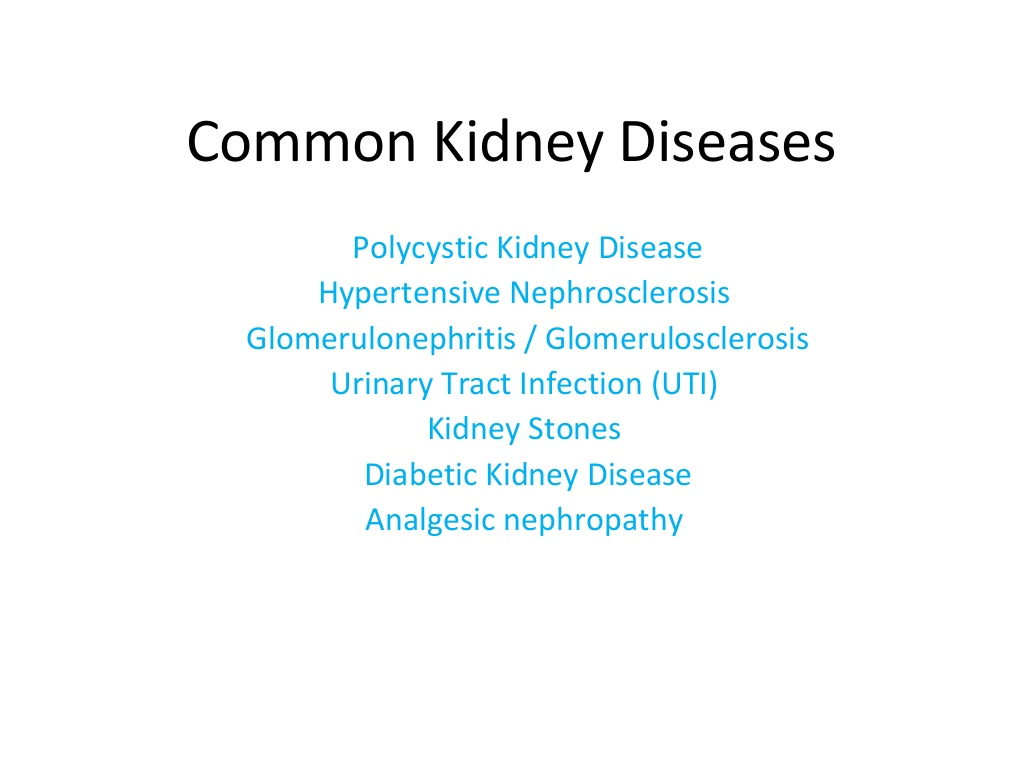 Common Kidney Diseases
Polycystic Kidney Disease
Hypertensive Nephrosclerosis
Glomerulonephritis / Glomerulosclerosis
Urinary Tract Infection (UTI)
Kidney Stones
Diabetic Kidney Disease
Analgesic nephropathy